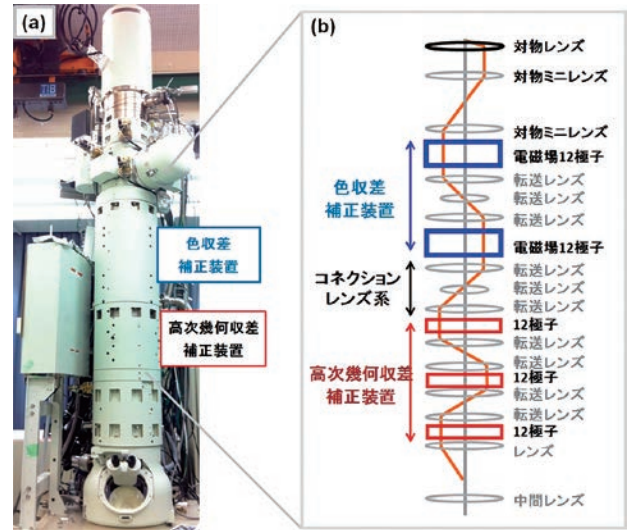 (a)
色収差
補正装置
高次幾何収差
補正装置
(b)
対物レンズ
対物ミニレンズ
対物ミニレンズ
電磁場12極子
転送レンズ
転送レンズ
転送レンズ
電磁場12極子
転送レンズ
転送レンズ
転送レンズ
12極子
転送レンズ
転送レンズ
12極子
転送レンズ
転送レンズ
12極子
レンズ
中間レンズ
色収差
補正装置
コネクション
レンズ系
高次幾何収差
補正装置